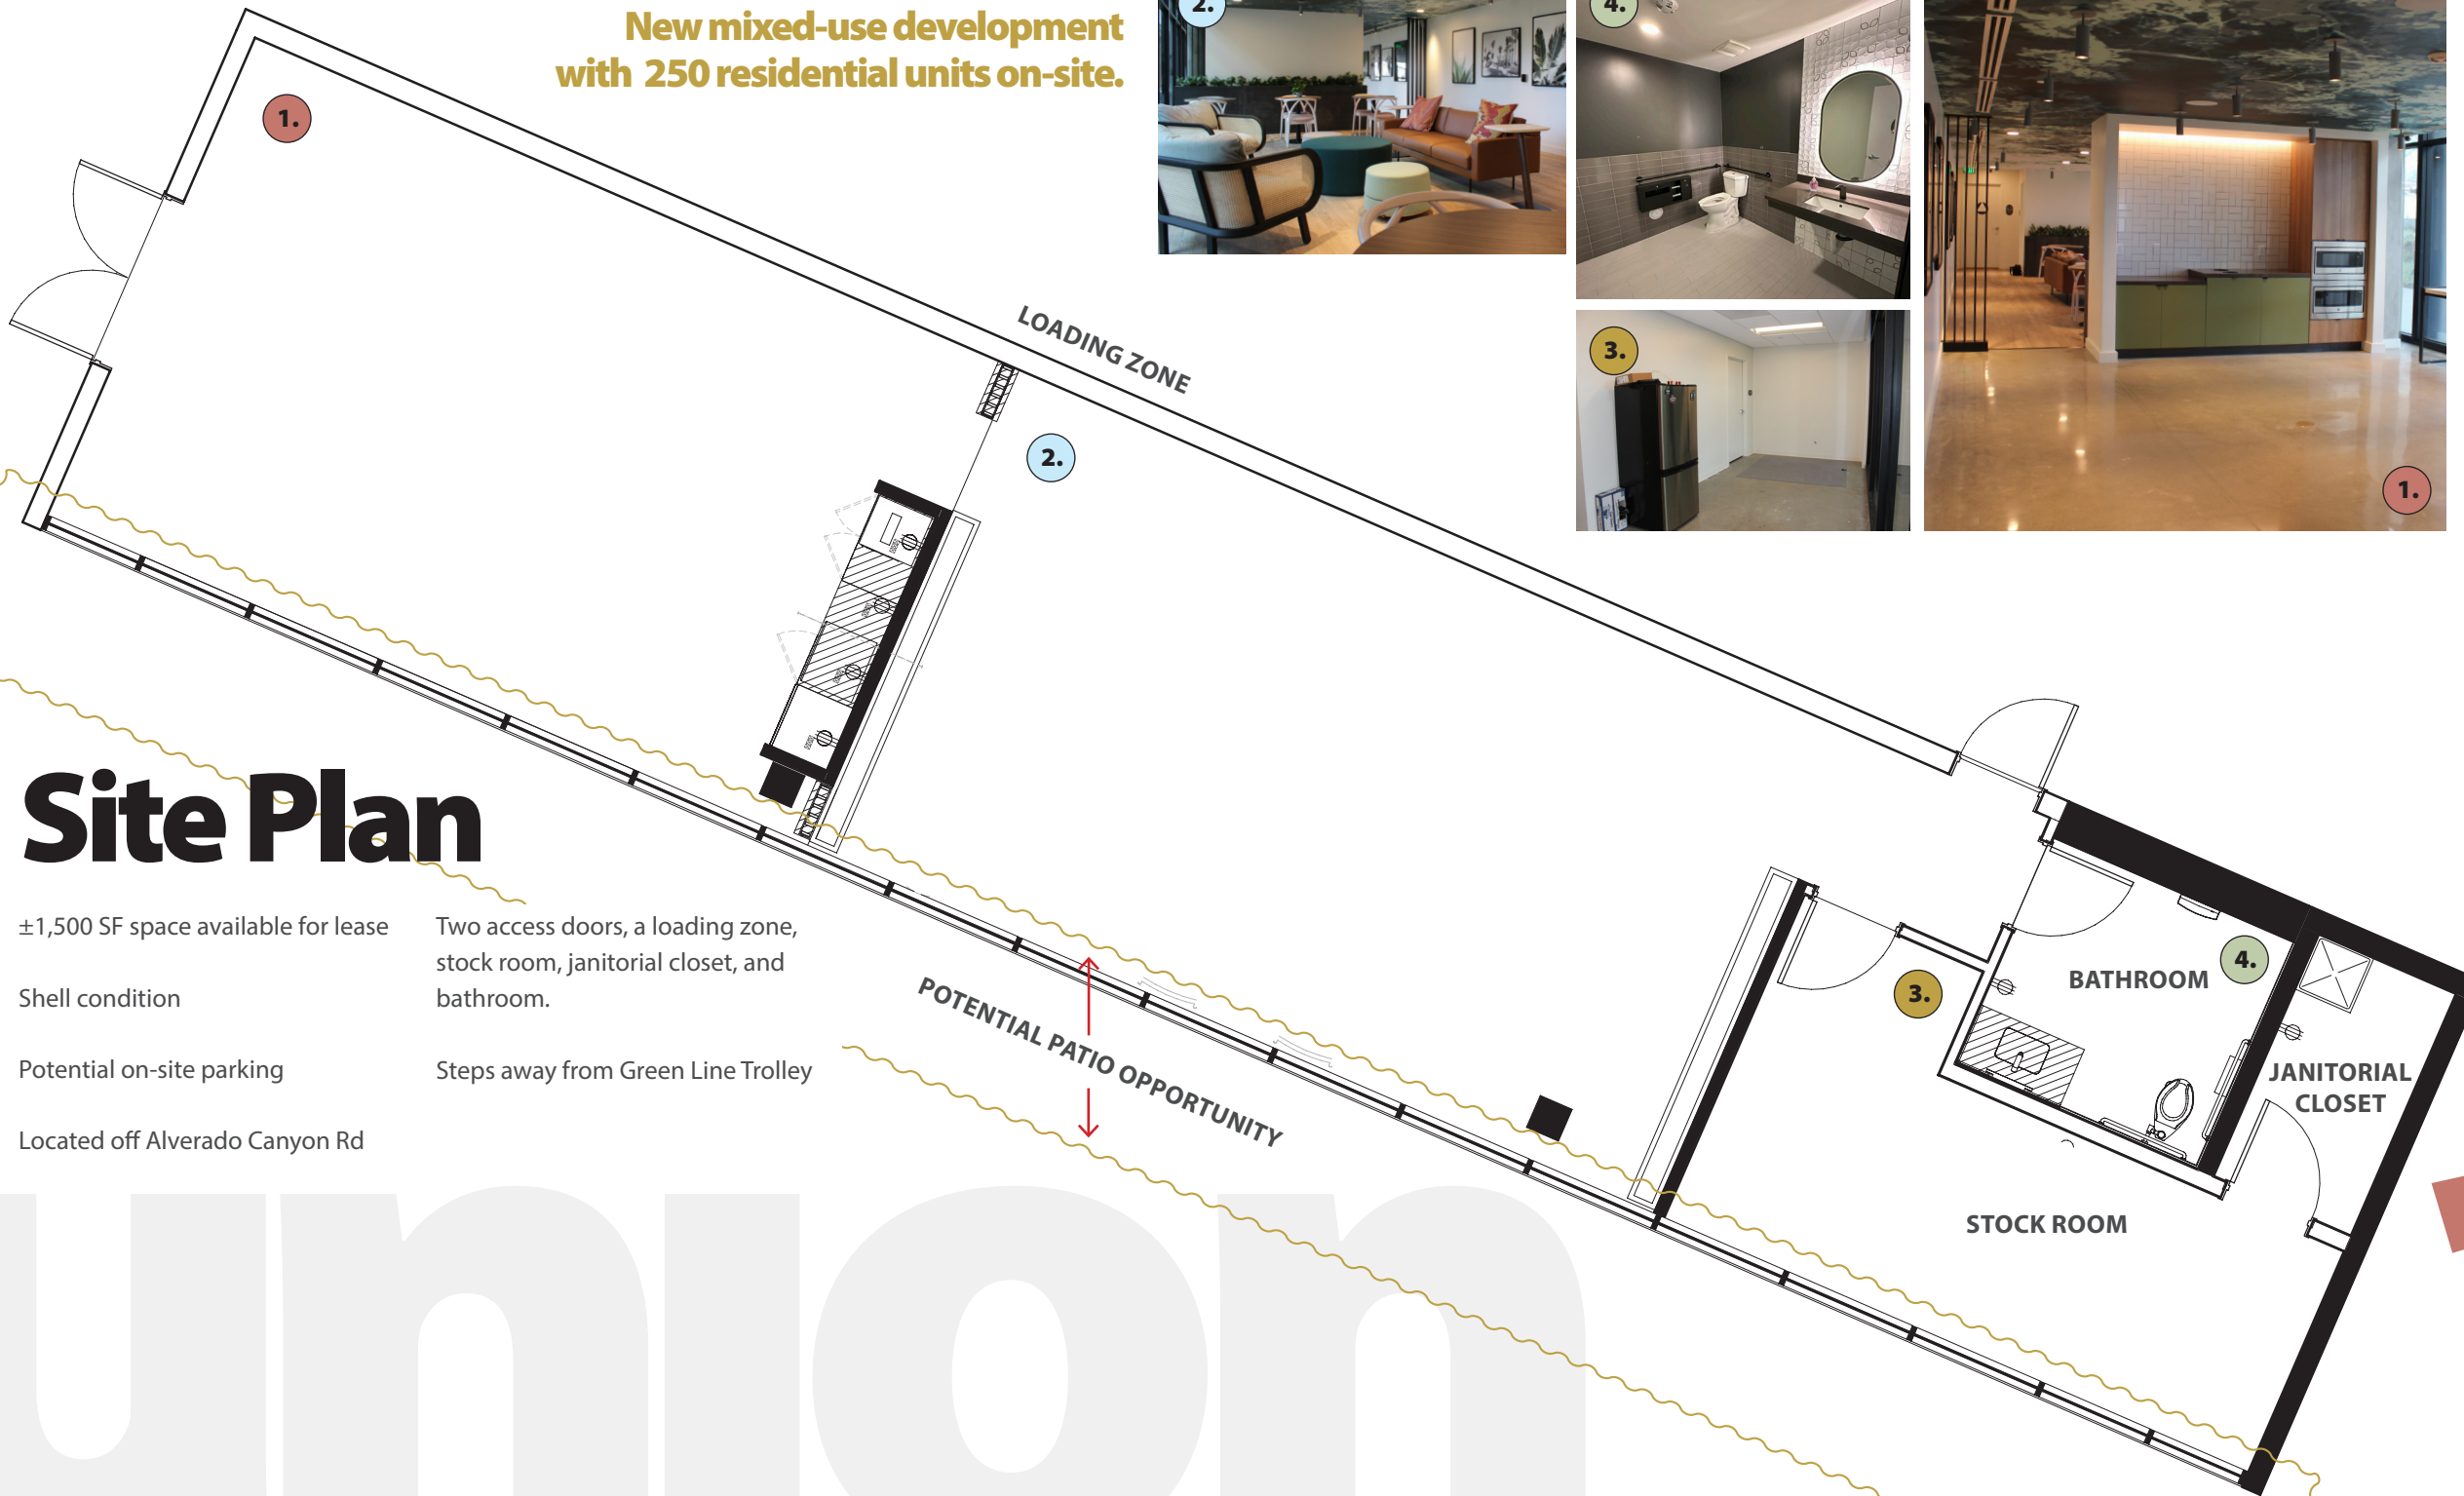 New mixed-use development
with 250 residential units on-site.
2.
4.
3.
1.
1.
LOADING ZONE
2.
Site Plan
±1,500 SF space available for lease
Shell condition
Potential on-site parking
Located off Alverado Canyon Rd
Two access doors, a loading zone,
stock room, janitorial closet, and
bathroom.
Steps away from Green Line Trolley
POTENTIAL PATIO OPPORTUNITY
3.
BATHROOM
4.
JANITORIAL
CLOSET
STOCK ROOM
union